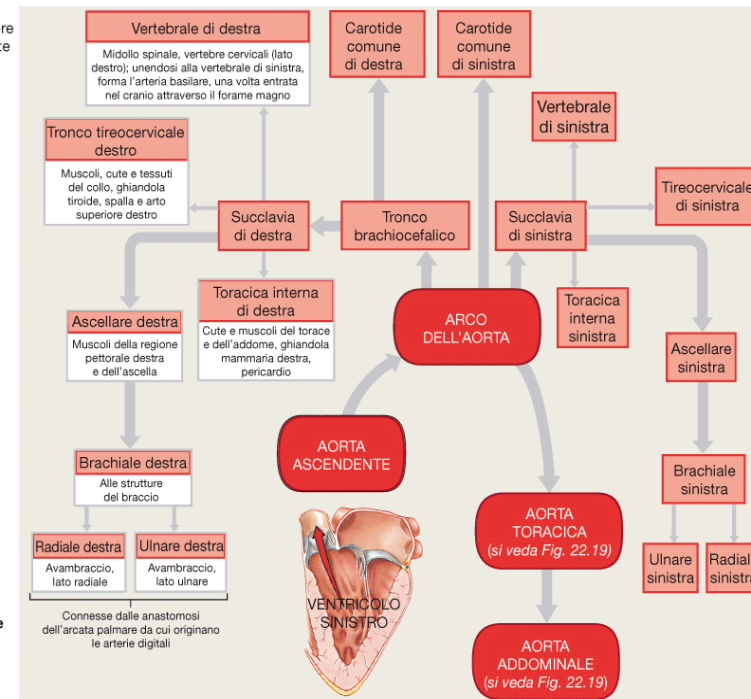 re
te
Vertebrale di destra
Midollo spinale, vertebre cervicali (lato
destro); unendosi alla vertebrale di sinistra,
forma l'arteria basilare, una volta entrata
nel cranio attraverso il forame magno
Carotide
comune
di destra
Carotide
comune
di sinistra
Vertebrale
di sinistra
Tronco tireocervicale
destro
Muscoli, cute e tessuti
del collo, ghiandola
tiroide, spalla e arto
superiore destro
Succlavia
di destra
Tronco
brachiocefalico
Succlavia
di sinistra
Tireocervicale
di sinistra
Toracica interna
di destra
Cute e muscoli del torace
e dell'addome, ghiandola
mammaria destra,
pericardio
ARCO
DELL'AORTA
Toracica
interna
sinistra
Ascellare destra
Muscoli della regione
pettorale destra
e dell'ascella
Ascellare
sinistra
AORTA
ASCENDENTE
Brachiale destra
Alle strutture
del braccio
Brachiale
sinistra
AORTA
TORACICA
(si veda Fig. 22.19)
Radiale destra
Avambraccio,
lato radiale
Ulnare destra
Avambraccio,
lato ulnare
Ulnare
sinistra
Radial
sinistra
VENTRICOLO
SINISTRO
Connesse dalle anastomosi
dell'arcata palmare da cui originano
le arterie digitali
e
AORTA
ADDOMINALE
(si veda Fig. 22.19)